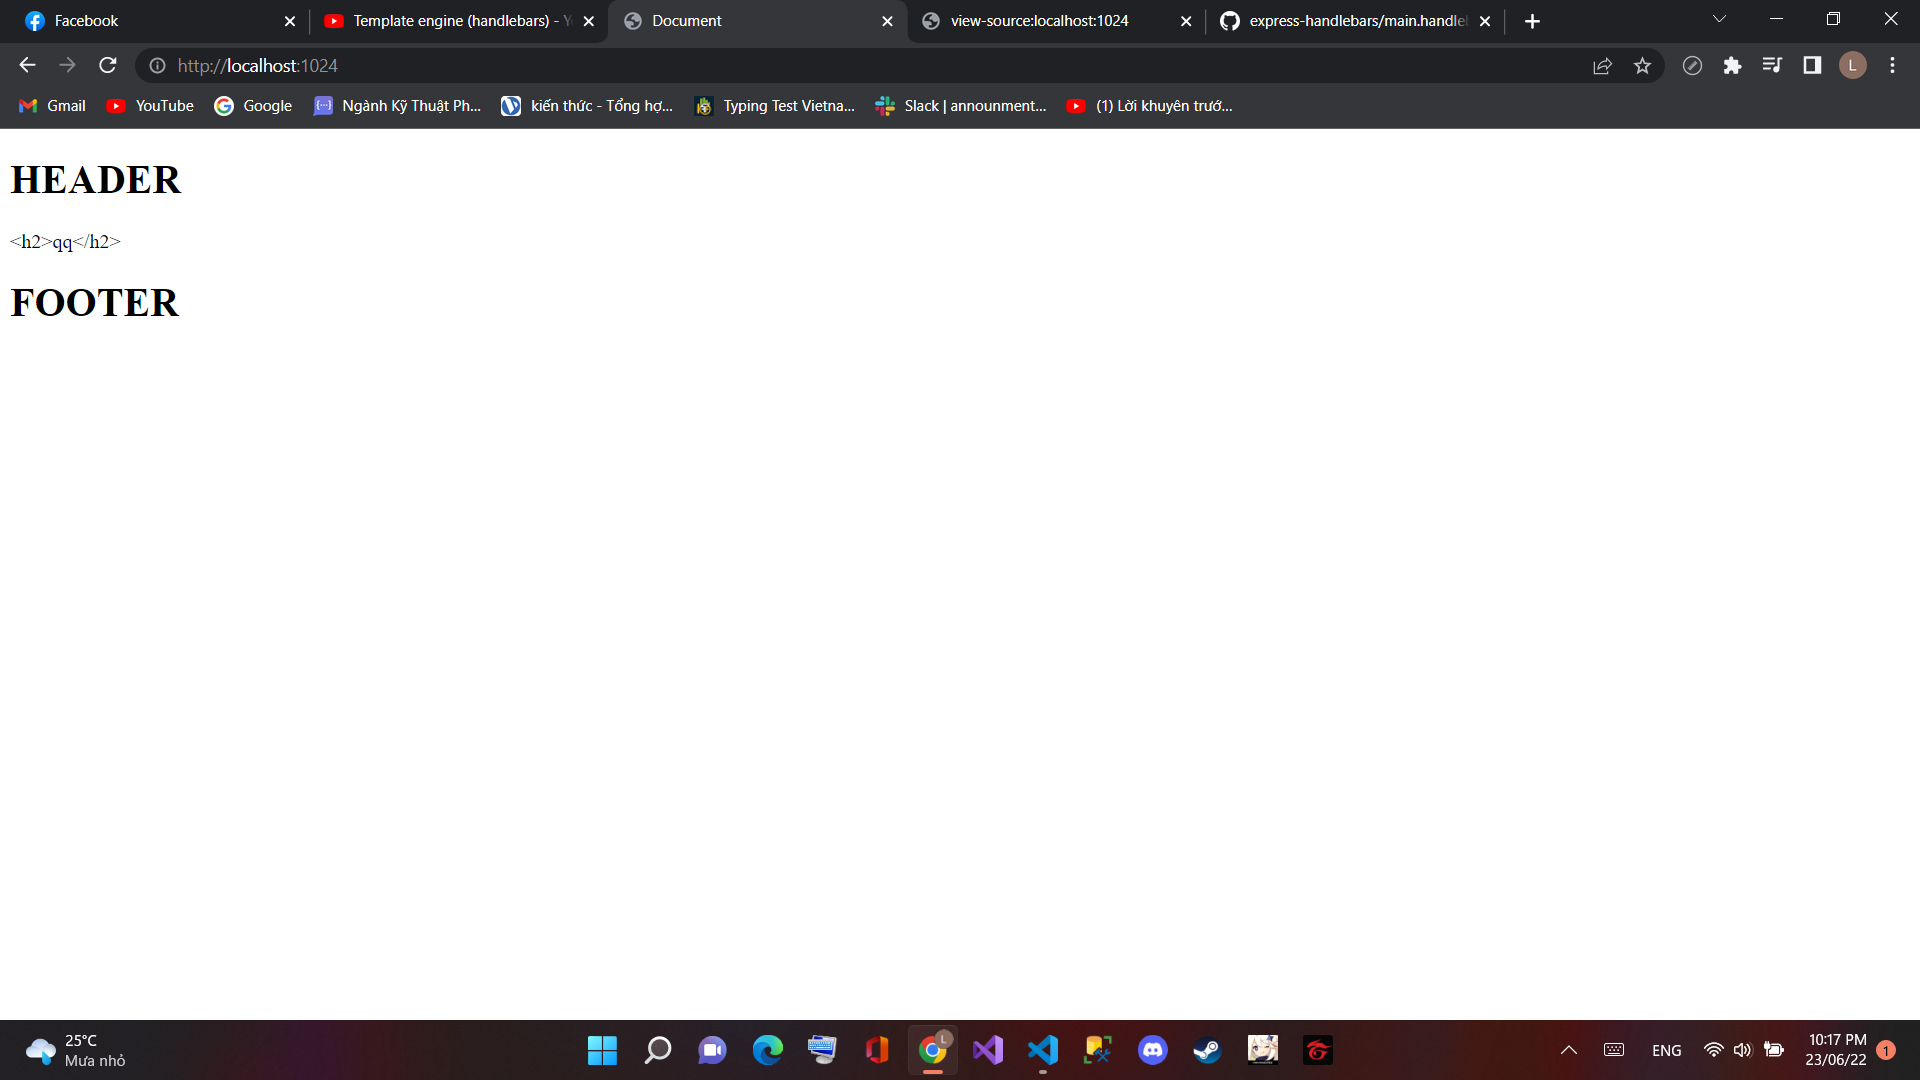 Facebook
Template engine (handlebars) - Y
Document
view-source:localhost:1024
express-handlebars/main.handle
http://localhost:1024
L
Gmail
YouTube
Google
Ngành Kỹ Thuật Ph...
kiến thức - Tổng hợ...
Typing Test Vietna...
Slack | announment...
(1) Lời khuyên trướ...
HEADER
<h2>qq</h2>
FOOTER
25°C
Mưa nhỏ
L
ENG
10:17 PM
23/06/22
1